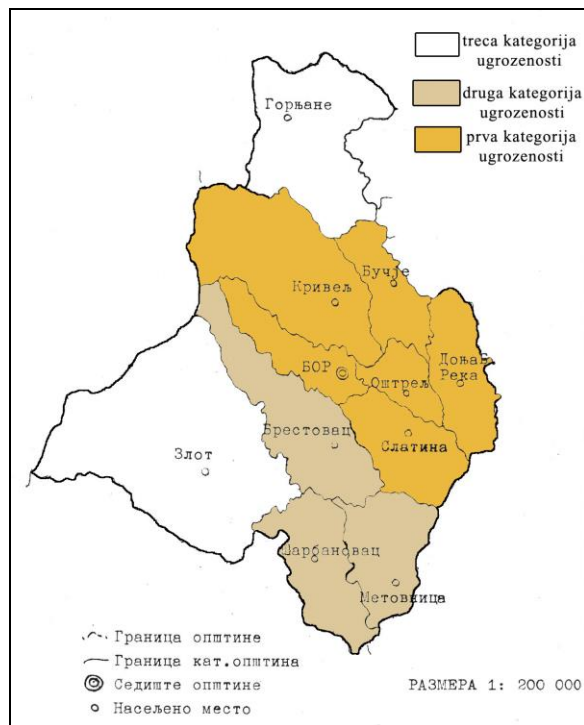 treca kategorija
ugrozenosti
druga kategorija
ugrozenosti
prva kategorija
ugrozenosti
Горњане
Бучје
Кривељ
БОР
Оштрељ
Доња Б.
Река
Слатина
Брестовац
Злот
Шарбановац
Метовница
Граница општине
Граница кат.општина
Седиште општине
Насељено место
РАЗМЕРА 1: 200 000